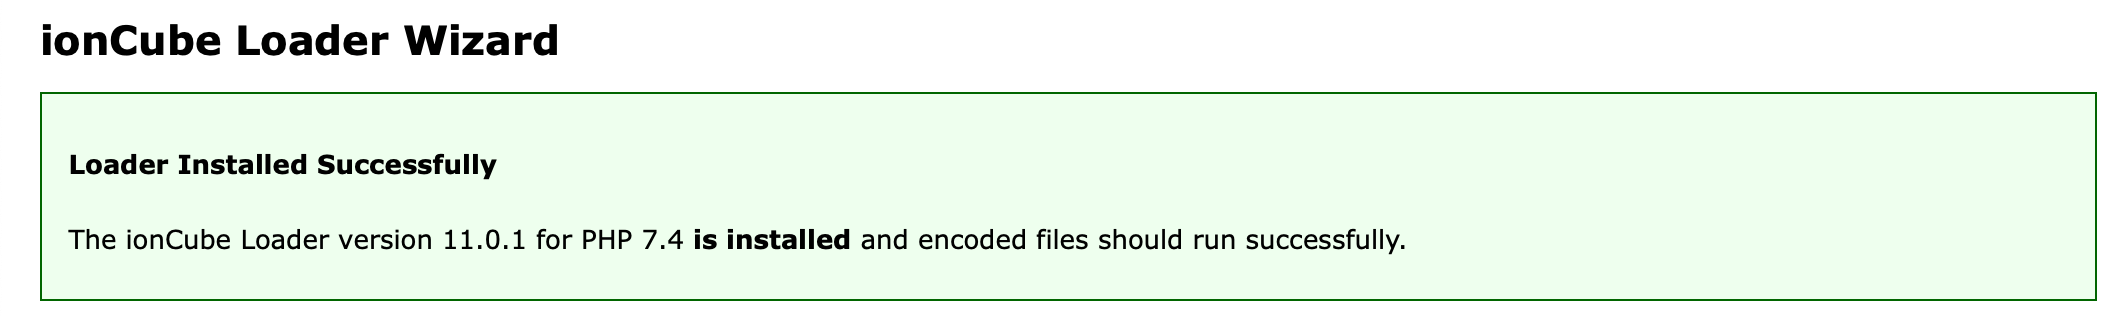 ionCube Loader Wizard
Loader Installed Successfully
The ionCube Loader version 11.0.1 for PHP 7.4 is installed and encoded files should run successfully.